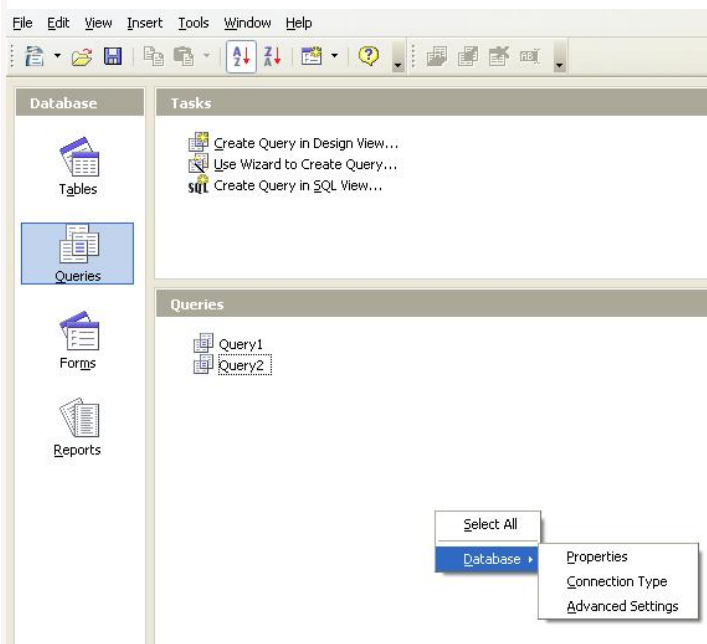 File Edit View Insert Tools Window Help
Database
Tables
Queries
Forms
Reports
Tasks
Create Query in Design View...
Use Wizard to Create Query...
SQL Create Query in SQL View...
Queries
Query1
Query2
Select All
Database
Properties
Connection Type
Advanced Settings